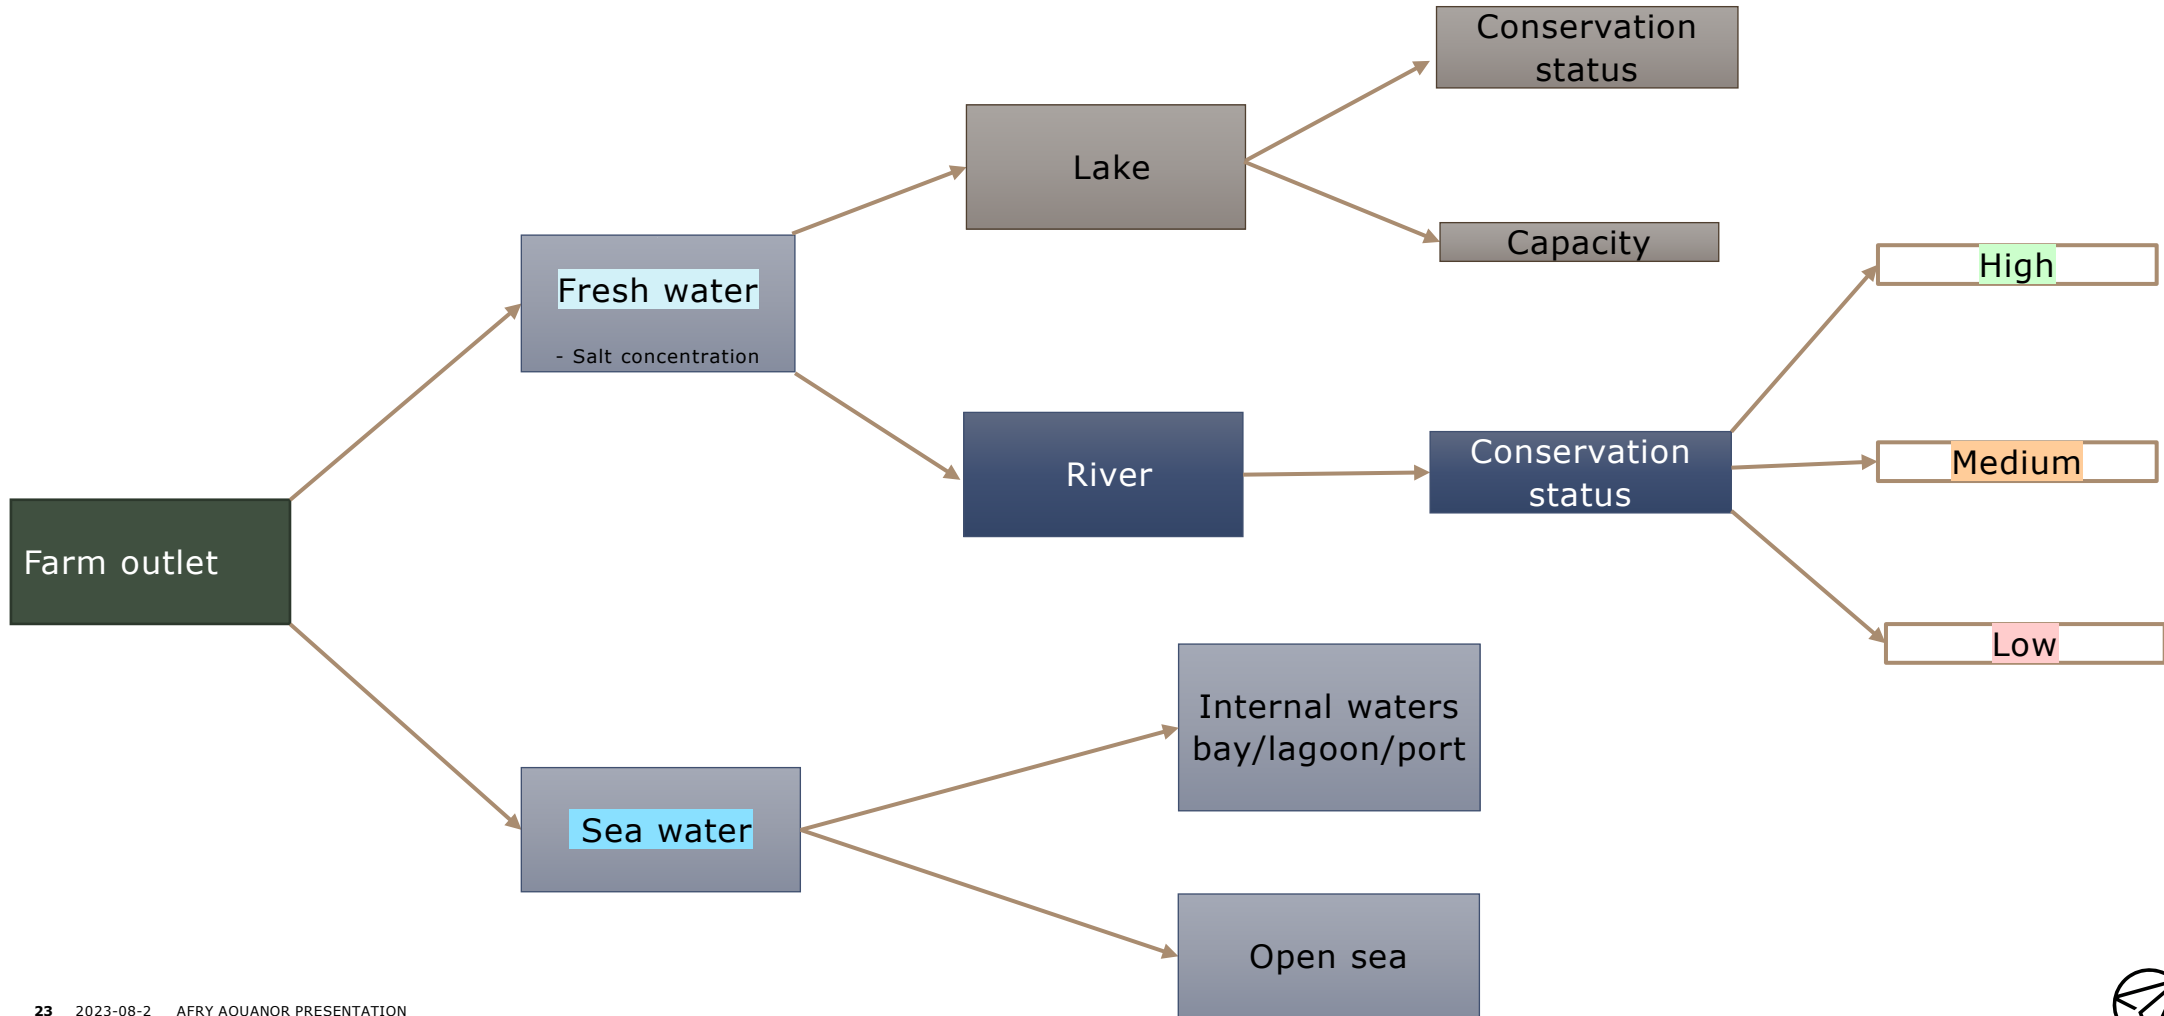 Conservation
status
Lake
Capacity
High
Fresh water
- Salt concentration
Conservation
status
Medium
River
Farm outlet
Low
Internal waters
bay/lagoon/port
Sea water
Open sea
23 2023-08-2 AFRY AQUANOR PRESENTATION